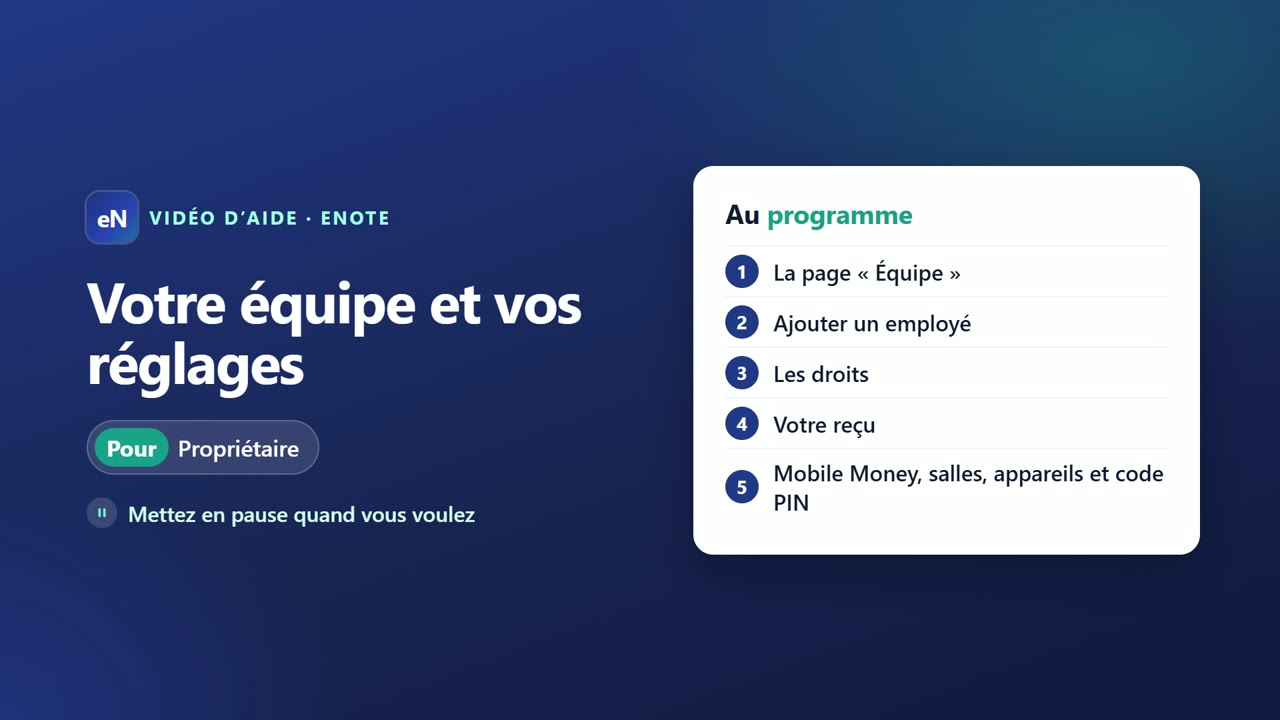 eN
VIDÉO D’AIDE · ENOTE
Votre équipe et vos
réglages
Pour Propriétaire
Mettez en pause quand vous voulez
Au programme
1 La page « Équipe »
2 Ajouter un employé
3 Les droits
4 Votre reçu
5 Mobile Money, salles, appareils et code
PIN